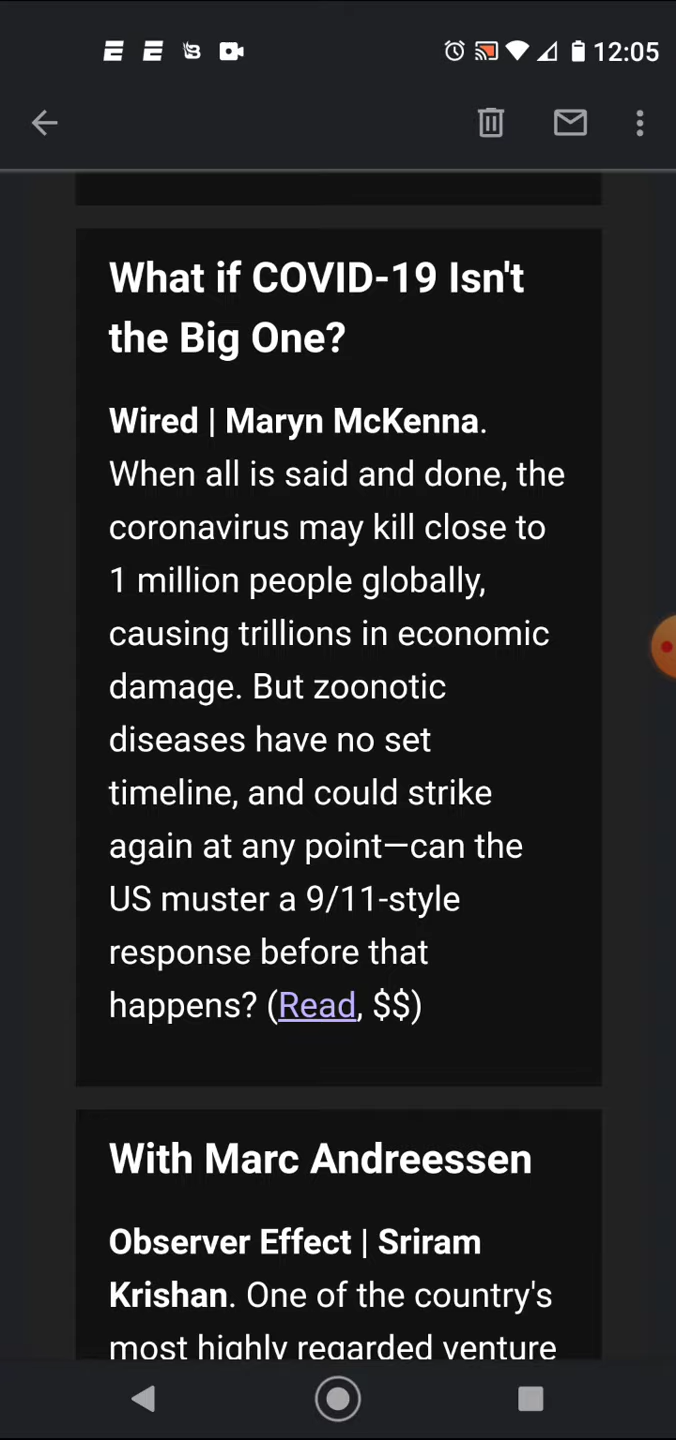 12:05
What if COVID-19 Isn't
the Big One?
Wired | Maryn McKenna.
When all is said and done, the
coronavirus may kill close to
1 million people globally,
causing trillions in economic
damage. But zoonotic
diseases have no set
timeline, and could strike
again at any point—can the
US muster a 9/11-style
response before that
happens? (Read, $$)
With Marc Andreessen
Observer Effect | Sriram
Krishan. One of the country's
most highly regarded venture